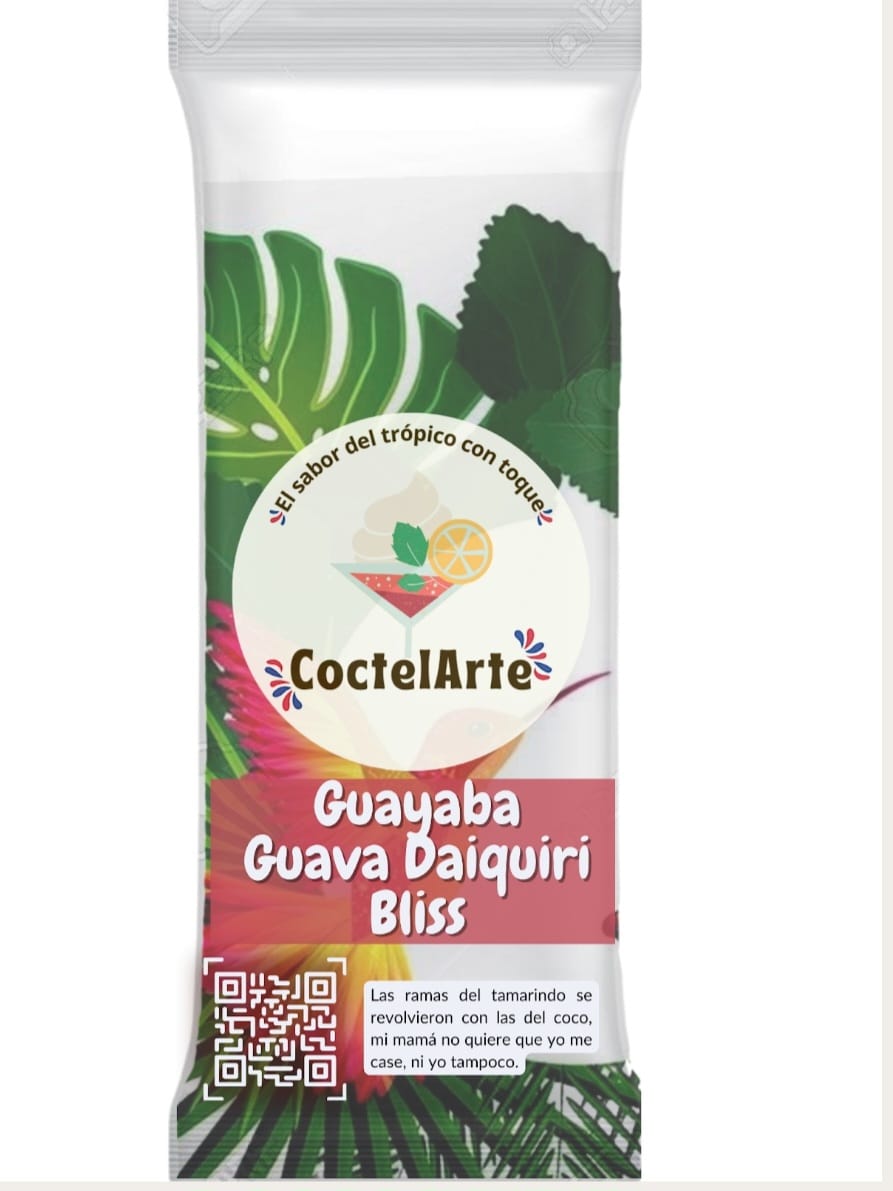 El sabor del trópico con toque
CoctelArte
Guayaba
Guava Daiquiri
Bliss
Las ramas del tamarindo se
revolvieron con las del coco,
mi mamá no quiere que yo me
case, ni yo tampoco.